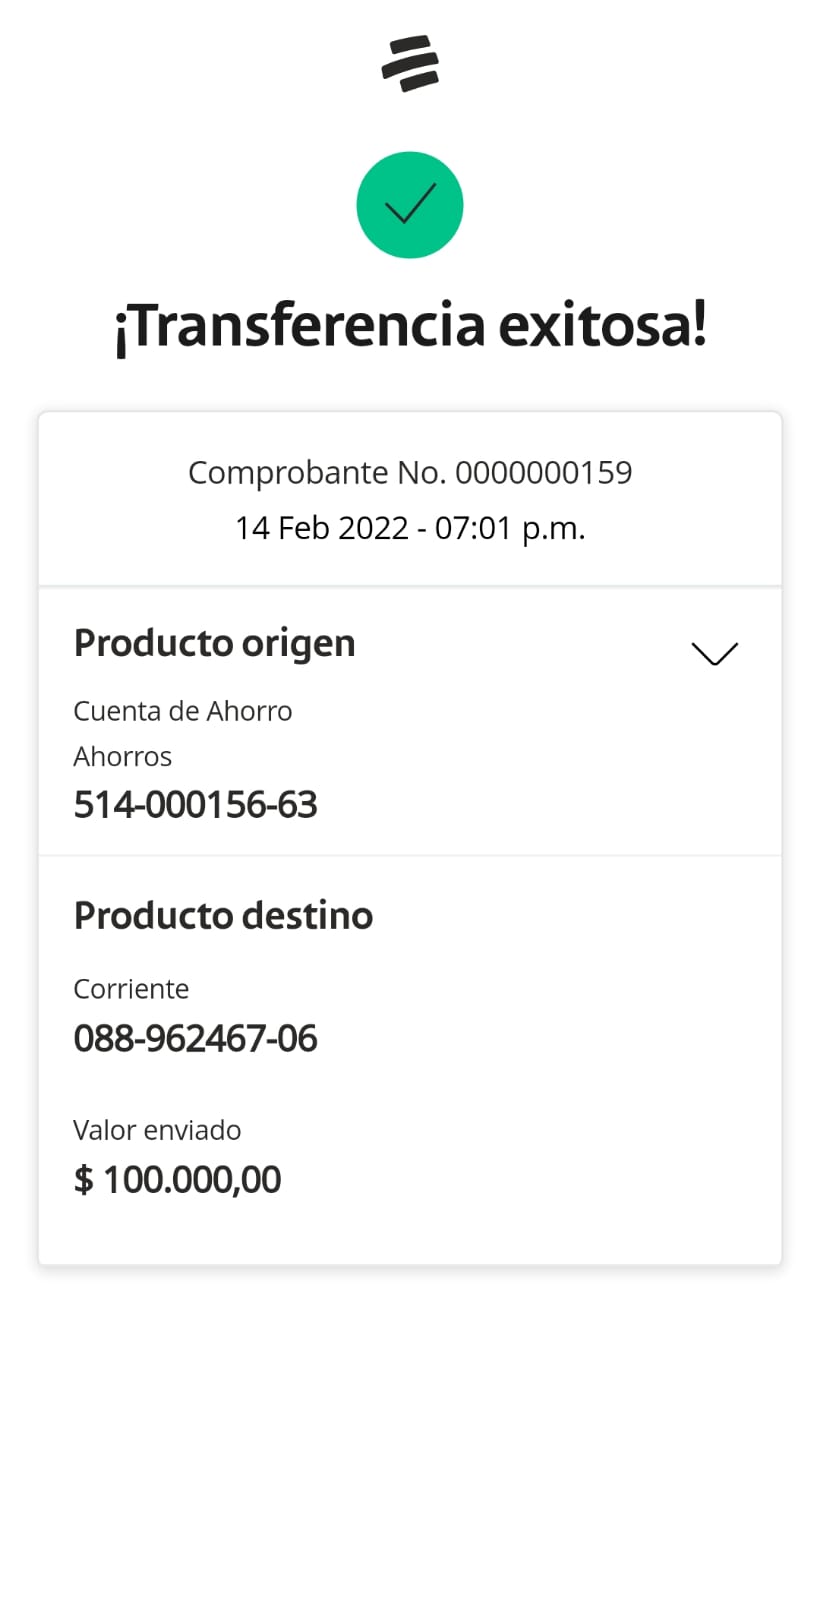 ¡Transferencia exitosa!
Comprobante No. 0000000159
14 Feb 2022 - 07:01 p.m.
Producto origen
Cuenta de Ahorro
Ahorros
514-000156-63
Producto destino
Corriente
088-962467-06
Valor enviado
$ 100.000,00